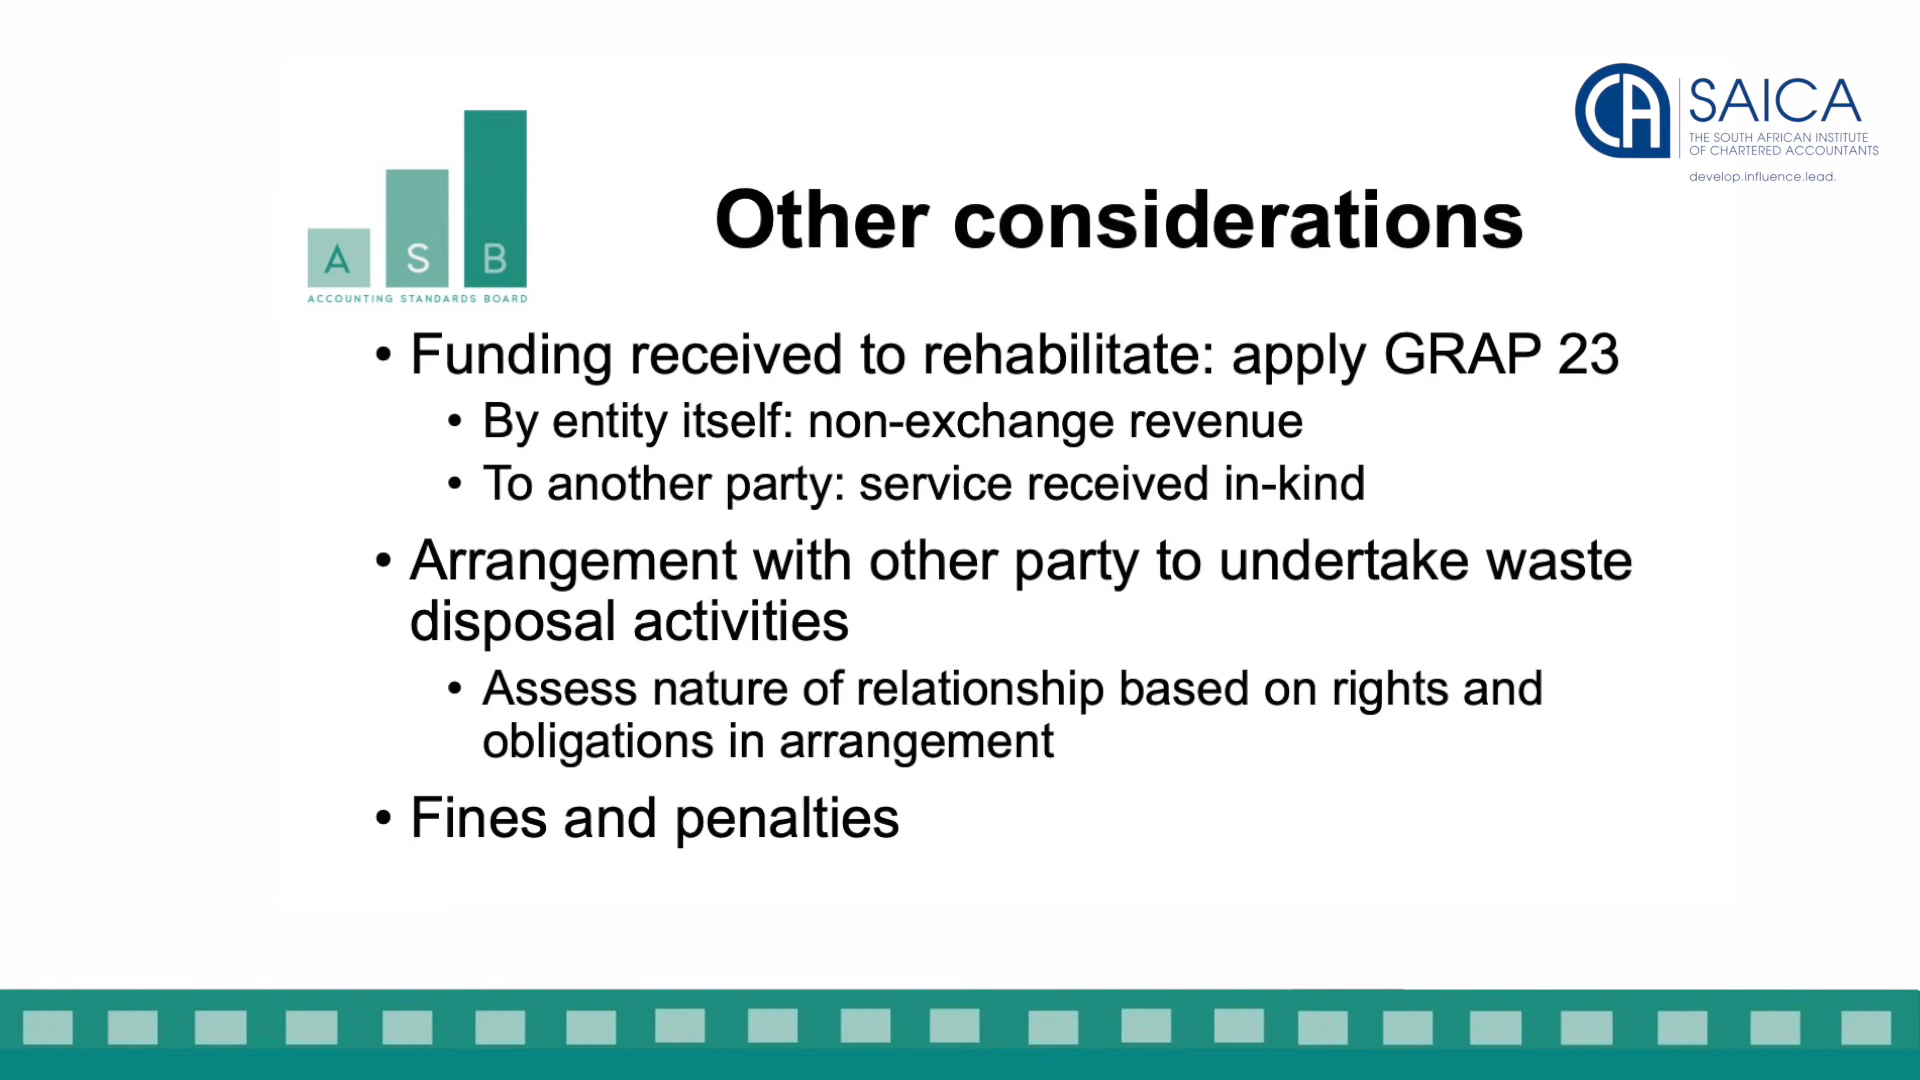 SAICA
THE SOUTH AFRICAN INSTITUTE
OF CHARTERED ACCOUNTANTS
develop.influence.lead.
A S B
ACCOUNTING STANDARDS BOARD
Other considerations
• Funding received to rehabilitate: apply GRAP 23
• By entity itself: non-exchange revenue
• To another party: service received in-kind
• Arrangement with other party to undertake waste
disposal activities
• Assess nature of relationship based on rights and
obligations in arrangement
• Fines and penalties